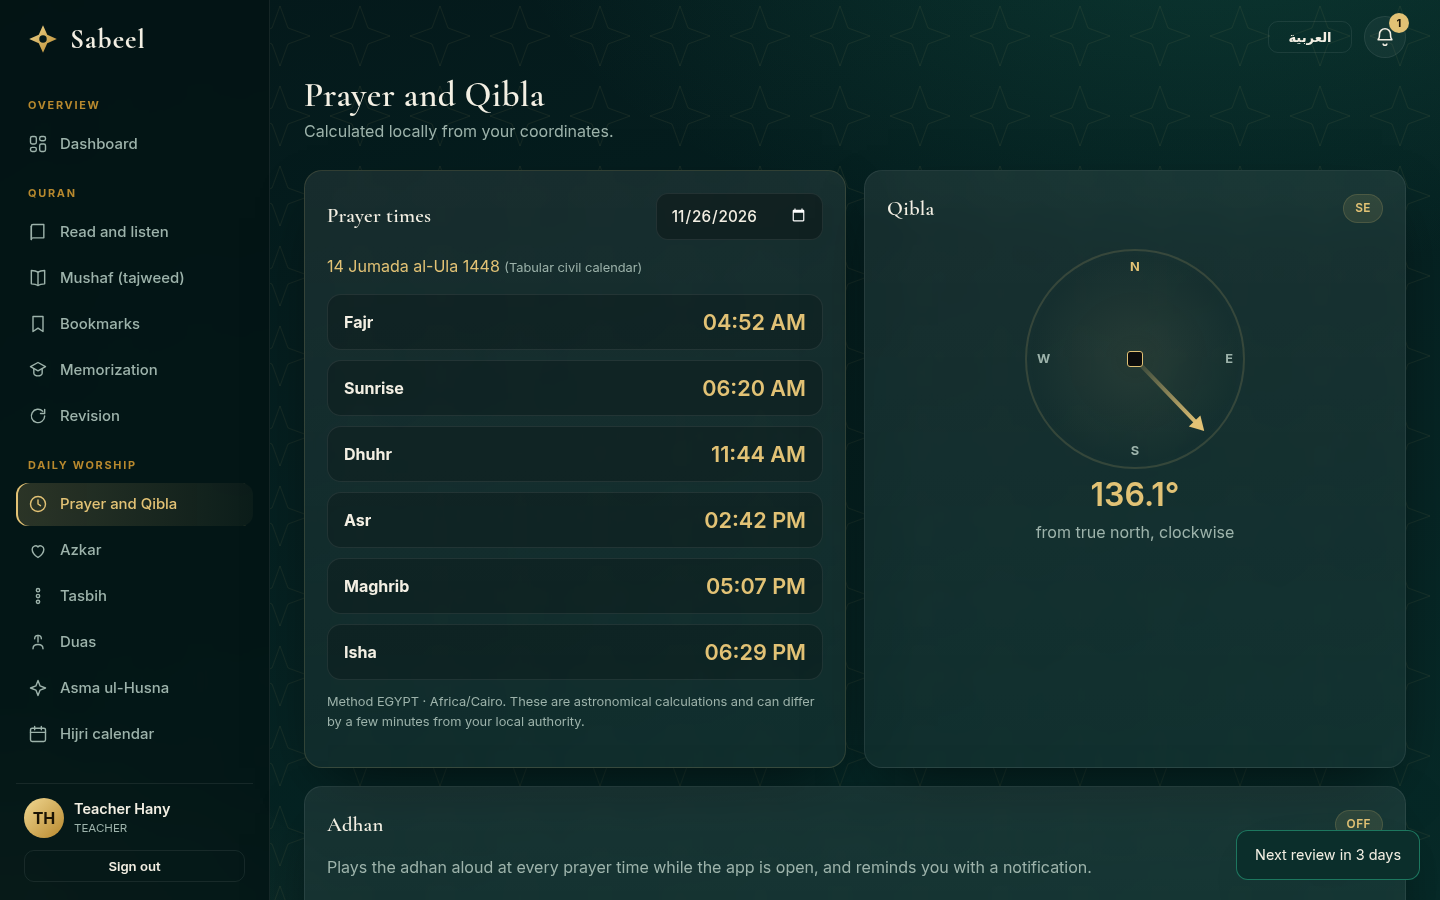 Sabeel
OVERVIEW
Dashboard
QURAN
Read and listen
Mushaf (tajweed)
Bookmarks
Memorization
Revision
DAILY WORSHIP
Prayer and Qibla
Azkar
Tasbih
Duas
Asma ul-Husna
Hijri calendar
TH
Teacher Hany
TEACHER
Sign out
العربية
1
Prayer and Qibla
Calculated locally from your coordinates.
Prayer times
11/26/2026
14 Jumada al-Ula 1448 (Tabular civil calendar)
Fajr 04:52 AM
Sunrise 06:20 AM
Dhuhr 11:44 AM
Asr 02:42 PM
Maghrib 05:07 PM
Isha 06:29 PM
Method EGYPT · Africa/Cairo. These are astronomical calculations and can differ
by a few minutes from your local authority.
Qibla
SE
N
W
E
S
136.1°
from true north, clockwise
Adhan
OFF
Plays the adhan aloud at every prayer time while the app is open, and reminds you with a notification.
Next review in 3 days